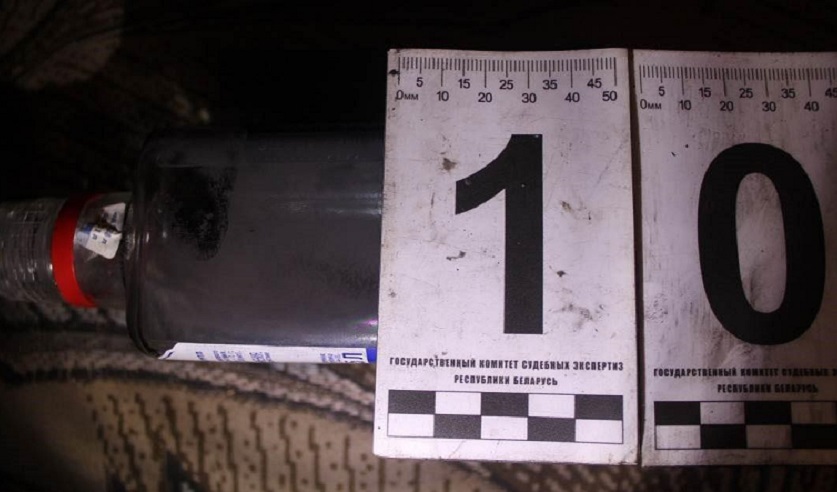 5 15 25 35 45
0мм 10 20 30 40 50
1
ГОСУДАРСТВЕННЫЙ КОМИТЕТ СУДЕБНЫХ ЭКСПЕРТИЗ
РЕСПУБЛИКИ БЕЛАРУСЬ
5 15 25 35 45
0мм 10 20 30 40
0
ГОСУДАРСТВЕННЫЙ КОМИТЕТ СУДЕБНЫХ
РЕСПУБЛИКИ БЕЛАРУСЬ